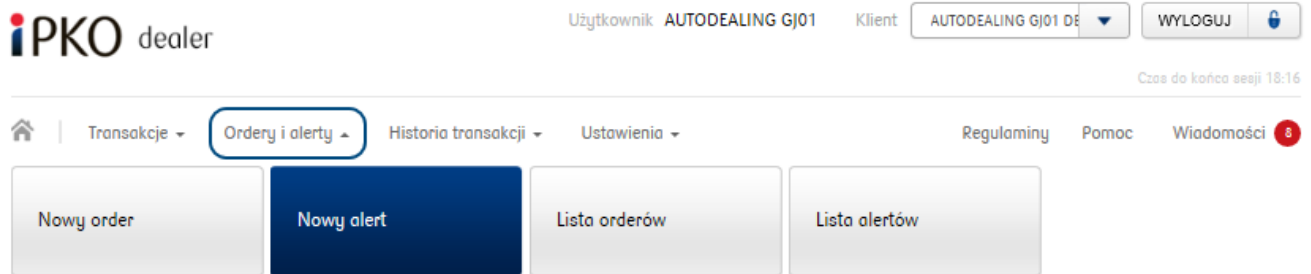 iPKO dealer
Użytkownik AUTODEALING GJ01 Klient AUTODEALING GJ01 DE WYLOGUJ
Czas do końca sesji 18:16
Transakcje Ordery i alerty Historia transakcji Ustawienia Regulaminy Pomoc Wiadomości 8
Nowy order Nowy alert Lista orderów Lista alertów